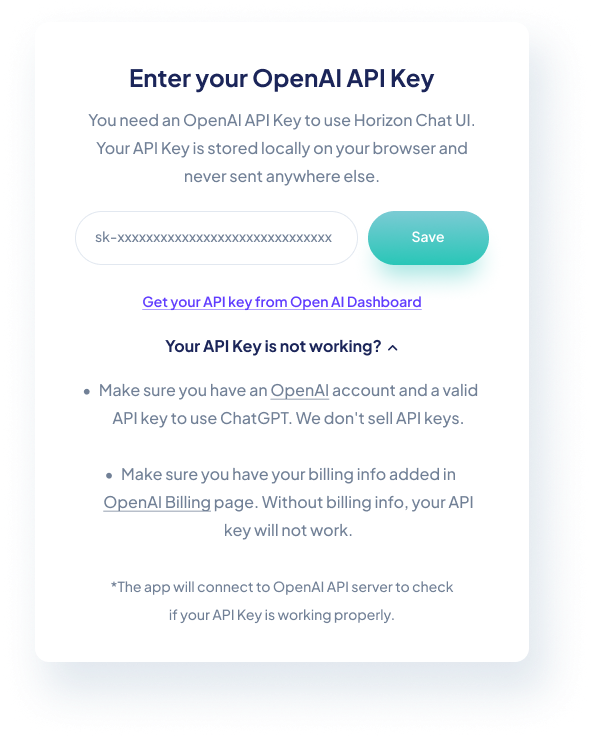 Enter your OpenAI API Key
You need an OpenAI API Key to use Horizon Chat UI.
Your API Key is stored locally on your browser and
never sent anywhere else.
sk-xxxxxxxxxxxxxxxxxxxxxxxxxxxxxx Save
Get your API key from Open AI Dashboard
Your API Key is not working?
• Make sure you have an OpenAI account and a valid
API key to use ChatGPT. We don't sell API keys.
• Make sure you have your billing info added in
OpenAI Billing page. Without billing info, your API
key will not work.
*The app will connect to OpenAI API server to check
if your API Key is working properly.